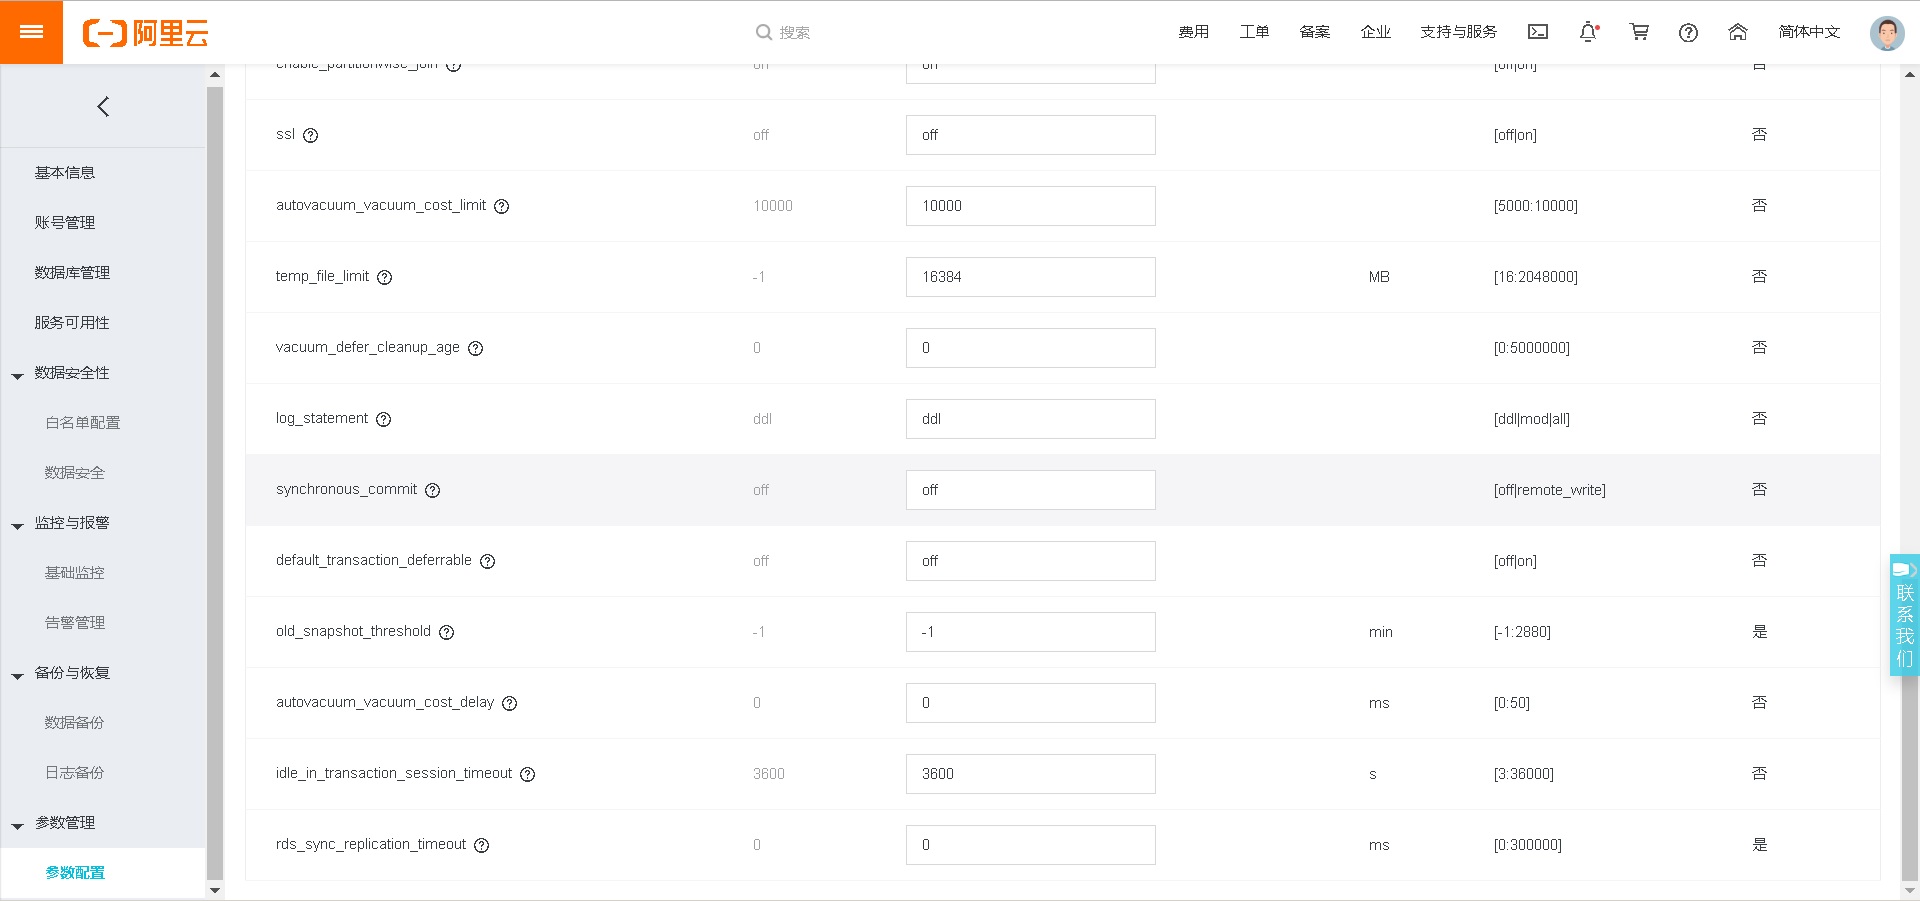 阿里云
搜索
费用
工单
备案
企业
支持与服务
简体中文
基本信息
账号管理
数据库管理
服务可用性
数据安全性
白名单配置
数据安全
监控与报警
基础监控
告警管理
备份与恢复
数据备份
日志备份
参数管理
参数配置
enable_partitionwise_join on on [off|on] 否
ssl off off [off|on] 否
autovacuum_vacuum_cost_limit 10000 10000 [5000:10000] 否
temp_file_limit -1 16384 MB [16:2048000] 否
vacuum_defer_cleanup_age 0 0 [0:5000000] 否
log_statement ddl ddl [ddl|mod|all] 否
synchronous_commit off off [off|remote_write] 否
default_transaction_deferrable off off [off|on] 否
old_snapshot_threshold -1 -1 min [-1:2880] 是
autovacuum_vacuum_cost_delay 0 0 ms [0:50] 否
idle_in_transaction_session_timeout 3600 3600 s [3:36000] 否
rds_sync_replication_timeout 0 0 ms [0:300000] 是
联系我们